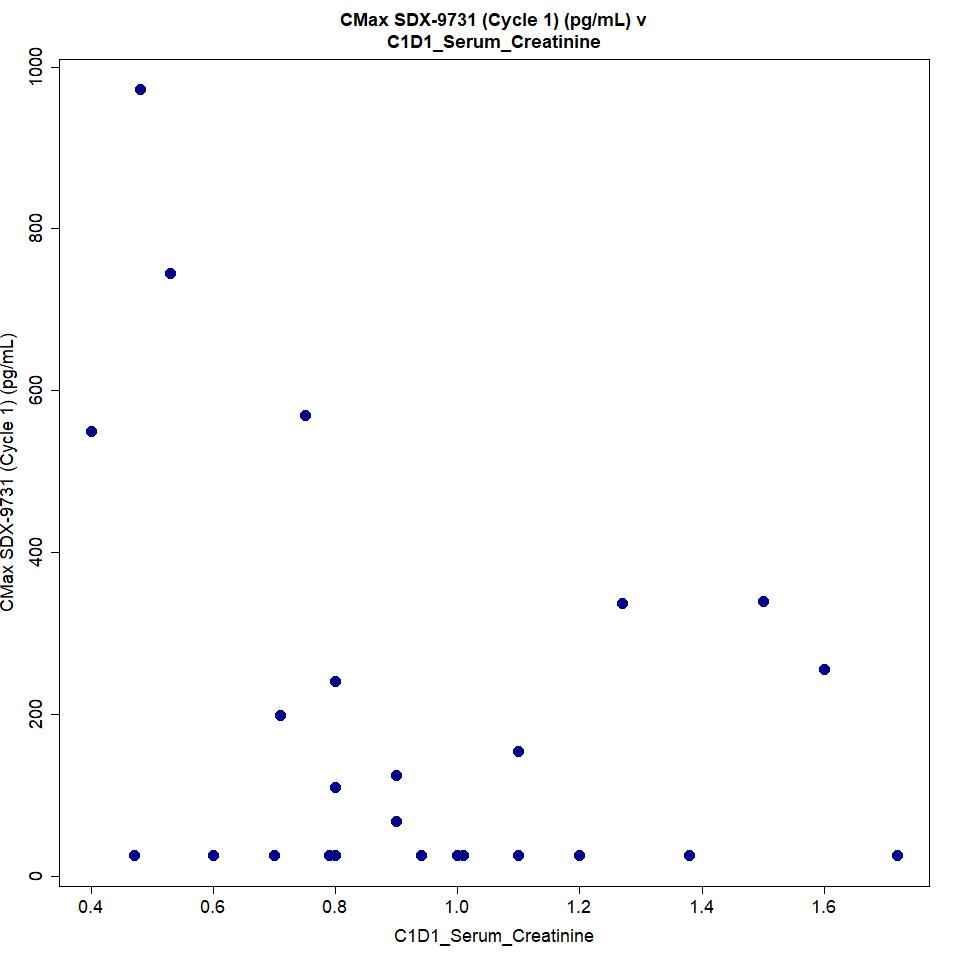 CMax SDX-9731 (Cycle 1) (pg/mL) v
C1D1_Serum_Creatinine
1000
800
600
400
200
0
CMax SDX-9731 (Cycle 1) (pg/mL)
0.4 0.6 0.8 1.0 1.2 1.4 1.6
C1D1_Serum_Creatinine